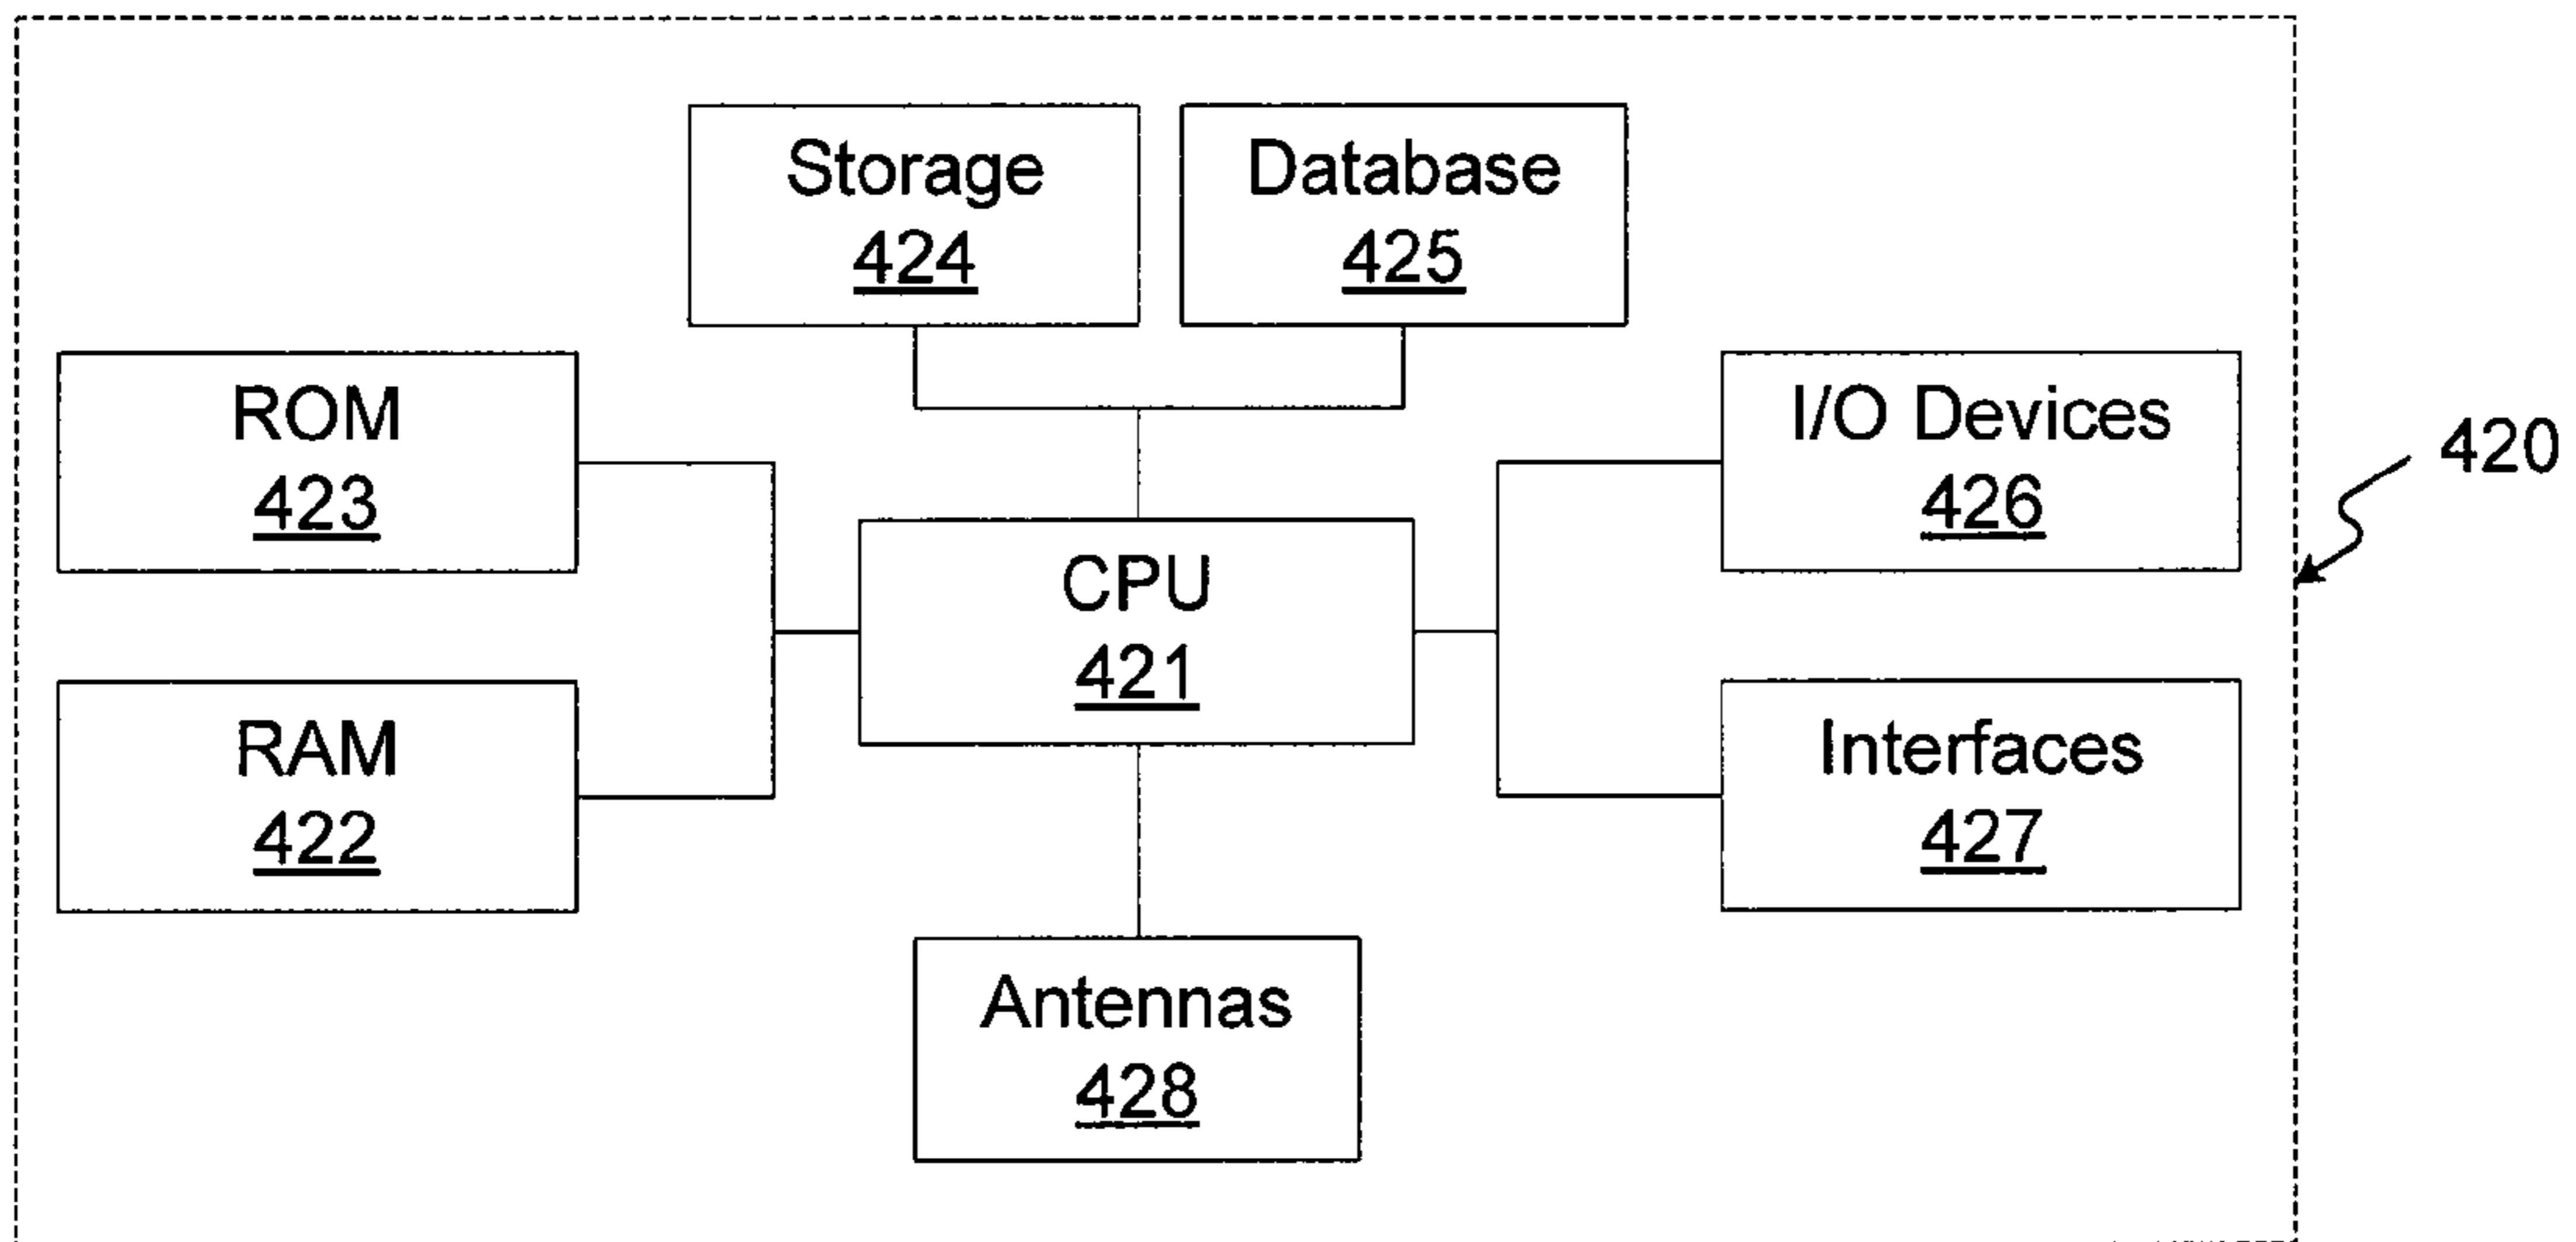 Storage
424
Database
425
ROM
423
I/O Devices
426
420
CPU
421
RAM
422
Interfaces
427
Antennas
428